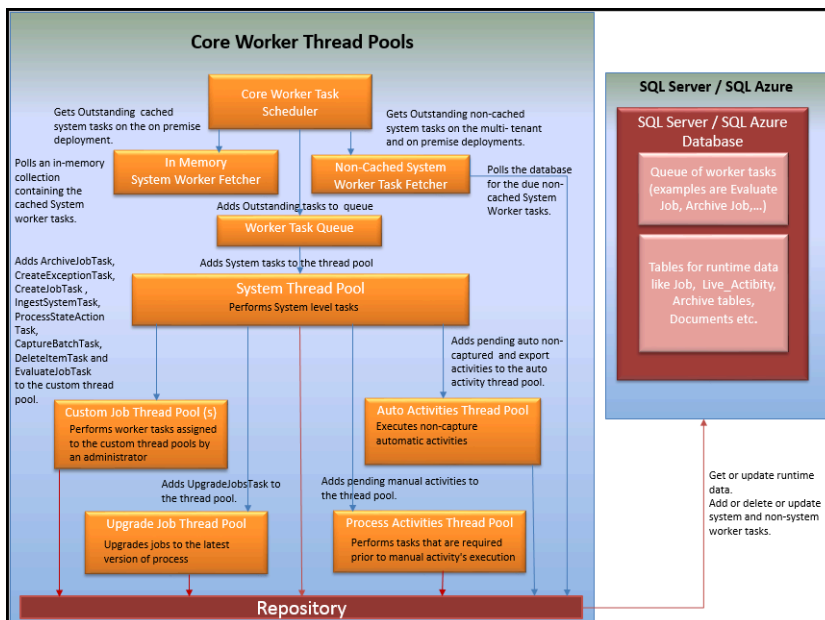 Core Worker Thread Pools
Core Worker Task
Scheduler
Gets Outstanding cached
system tasks on the on premise
deployment.
Gets Outstanding non-cached
system tasks on the multi- tenant
and on premise deployments.
Polls an in-memory
collection
containing the
cached System
worker tasks.
In Memory
System Worker Fetcher
Non-Cached System
Worker Task Fetcher
Polls the database
for the due non-
cached System
Worker tasks.
Adds Outstanding tasks to queue
Worker Task Queue
Adds System tasks to the thread pool
Adds ArchiveJobTask,
CreateExceptionTask,
CreateJobTask ,
IngestSystemTask,
ProcessStateAction
Task,
CaptureBatchTask,
DeleteItemTask and
EvaluateJobTask
to the custom thread
pool.
System Thread Pool
Performs System level tasks
Adds pending auto non-
captured and export
activities to the auto
activity thread pool.
Custom Job Thread Pool (s)
Performs worker tasks assigned
to the custom thread pools by
an administrator
Auto Activities Thread Pool
Executes non-capture
automatic activities
Adds UpgradeJobsTask to
the thread pool.
Adds pending manual activities to
the thread pool.
Upgrade Job Thread Pool
Upgrades jobs to the latest
version of process
Process Activities Thread Pool
Performs tasks that are required
prior to manual activity's execution
Repository
SQL Server / SQL Azure
SQL Server / SQL Azure
Database
Queue of worker tasks
(examples are Evaluate
Job, Archive Job,...)
Tables for runtime data
like Job, Live_Actibity,
Archive tables,
Documents etc.
Get or update runtime
data.
Add or delete or update
system and non-system
worker tasks.